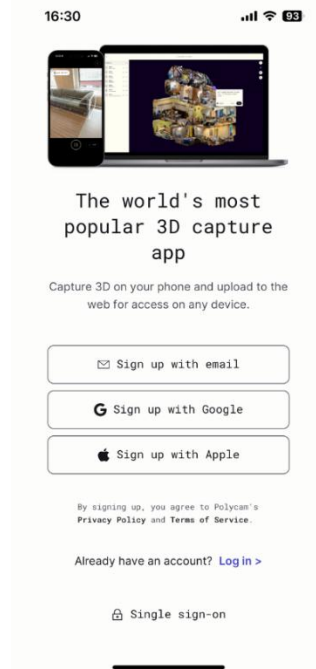 16:30
93
The world's most
popular 3D capture
app
Capture 3D on your phone and upload to the
web for access on any device.
Sign up with email
Sign up with Google
Sign up with Apple
By signing up, you agree to Polycam's
Privacy Policy and Terms of Service.
Already have an account? Log in >
Single sign-on